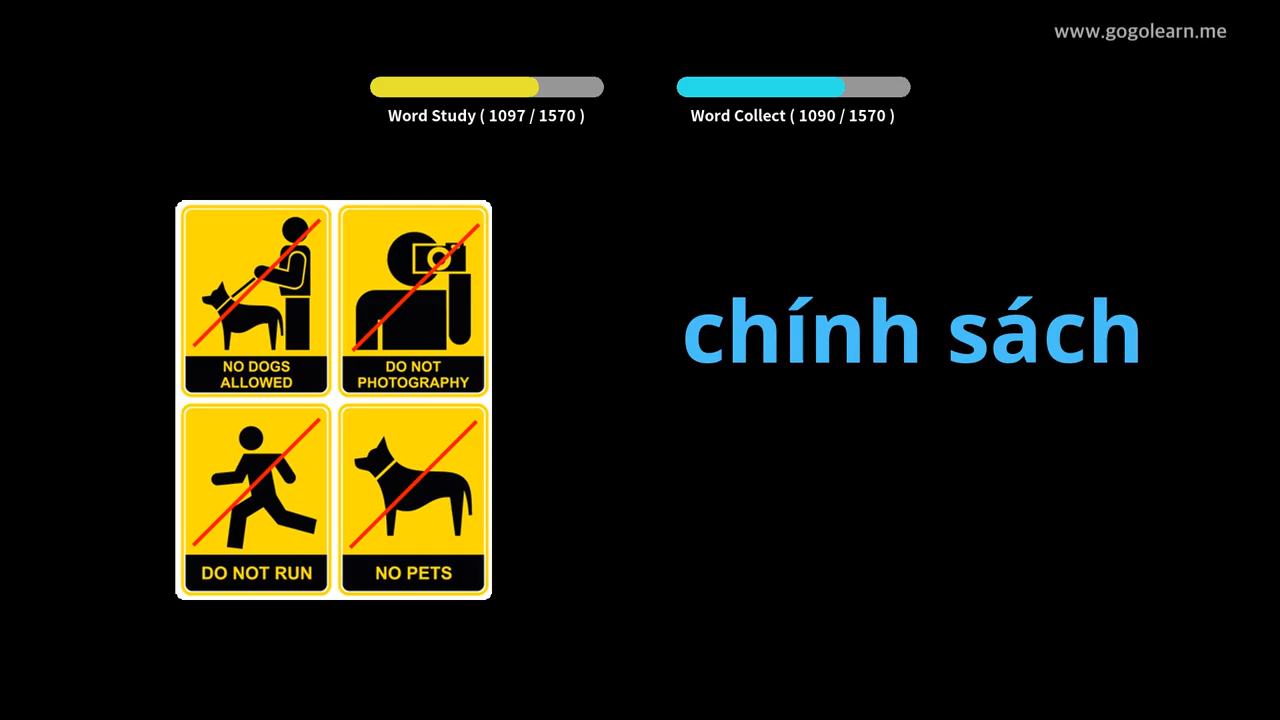 www.gogolearn.me
Word Study ( 1097 / 1570 )
Word Collect ( 1090 / 1570 )
NO DOGS
ALLOWED
DO NOT
PHOTOGRAPHY
chính sách
DO NOT RUN
NO PETS